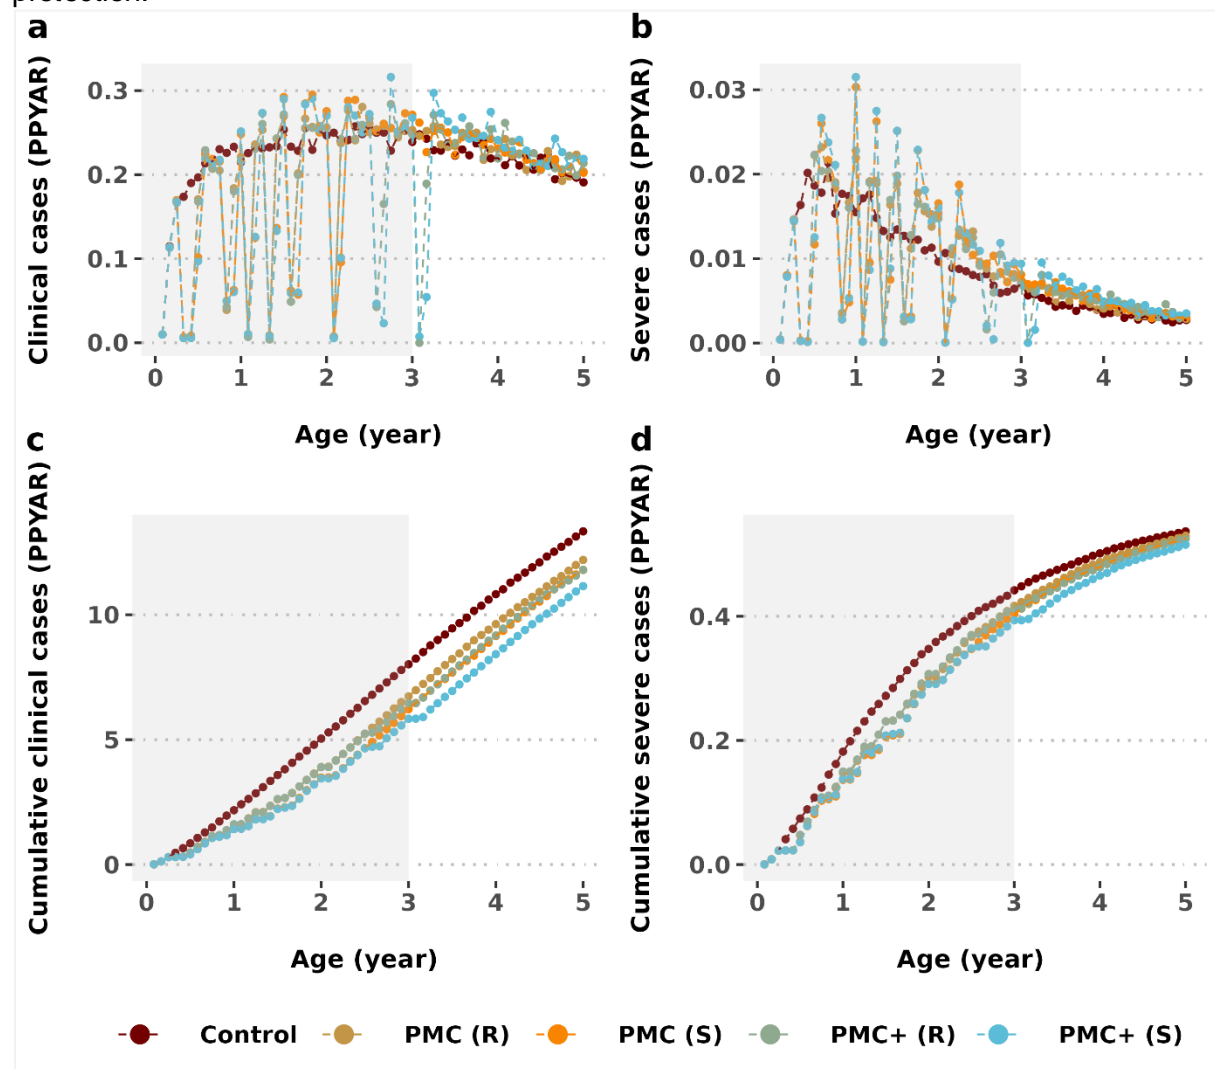 protection.
a
b
Clinical cases (PPYAR)
0.3
0.2
0.1
0.0
0 1 2 3 4 5
Age (year)
Severe cases (PPYAR)
0.03
0.02
0.01
0.00
0 1 2 3 4 5
Age (year)
c
d
Cumulative clinical cases (PPYAR)
10
5
0
0 1 2 3 4 5
Age (year)
Cumulative severe cases (PPYAR)
0.4
0.2
0.0
0 1 2 3 4 5
Age (year)
Control PMC (R) PMC (S) PMC+ (R) PMC+ (S)